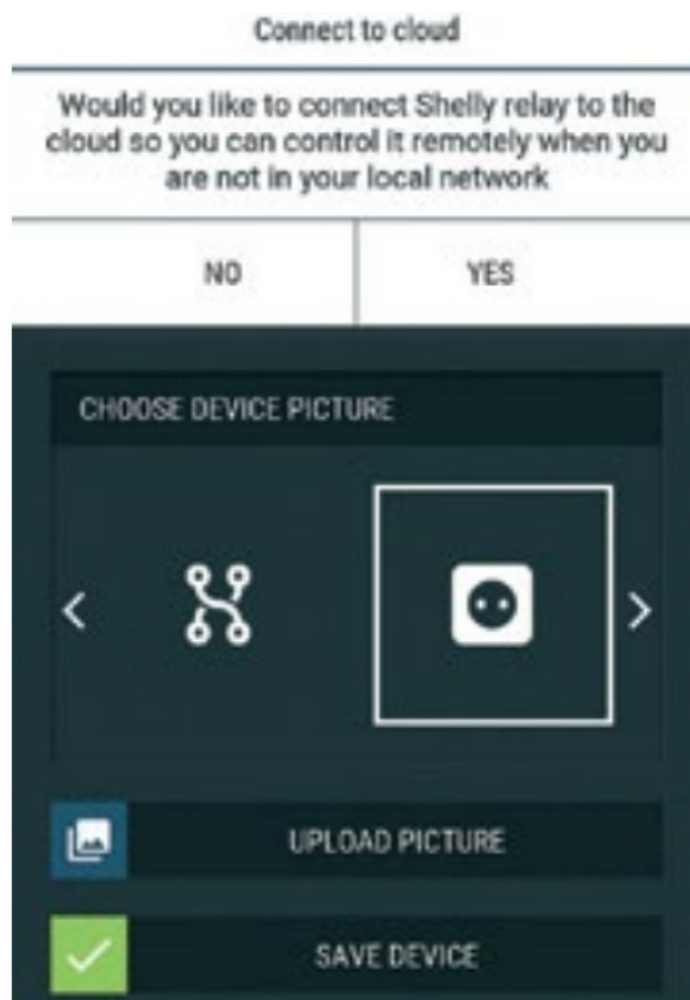 Connect to cloud
Would you like to connect Shelly relay to the
cloud so you can control it remotely when you
are not in your local network
NO
YES
CHOOSE DEVICE PICTURE
UPLOAD PICTURE
SAVE DEVICE